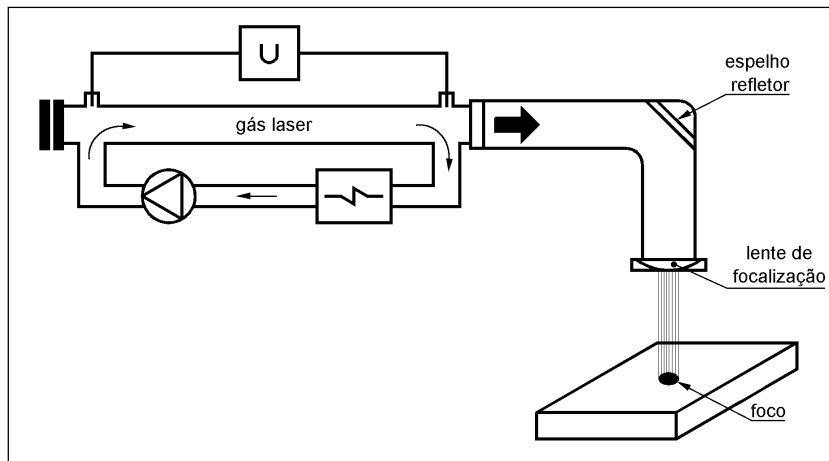 U
espelho
refletor
gás laser
lente de
focalização
foco